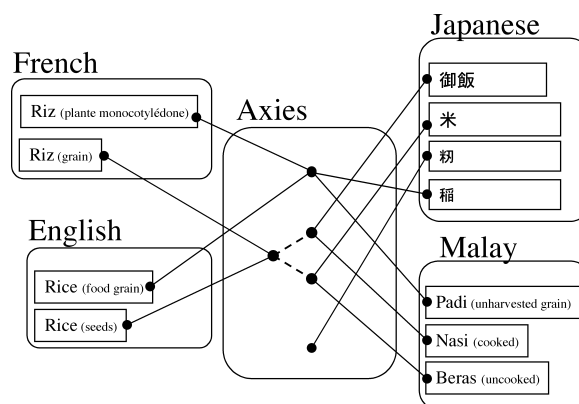 Japanese
御飯
米
籾
稲
French
Riz (plante monocotylédone)
Riz (grain)
Axies
English
Rice (food grain)
Rice (seeds)
Malay
Padi (unharvested grain)
Nasi (cooked)
Beras (uncooked)